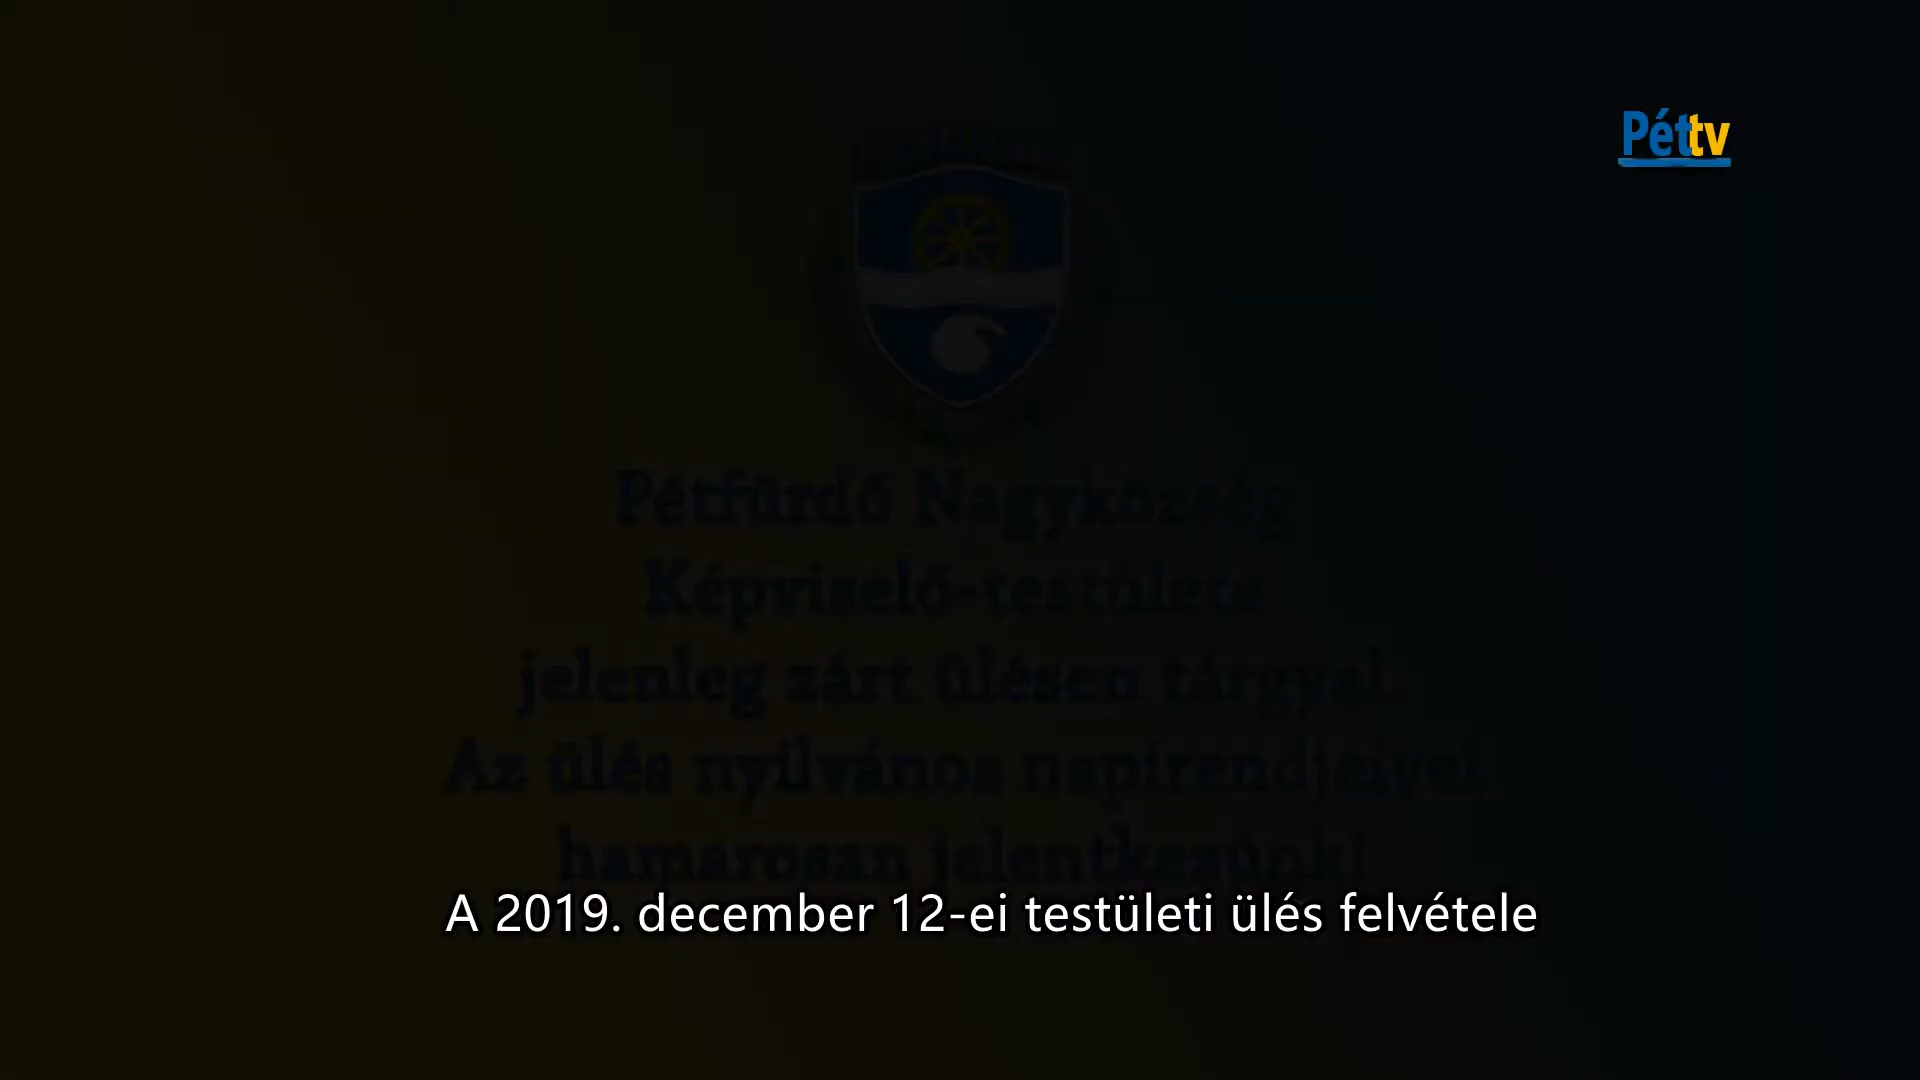 Péttv
Pétfürdő Nagyközség
Képviselő-testülete
jelenleg zárt ülésen tárgyal.
Az ülés nyilvános napirendjeivel
hamarosan jelentkezünk!
A 2019. december 12-ei testületi ülés felvétele